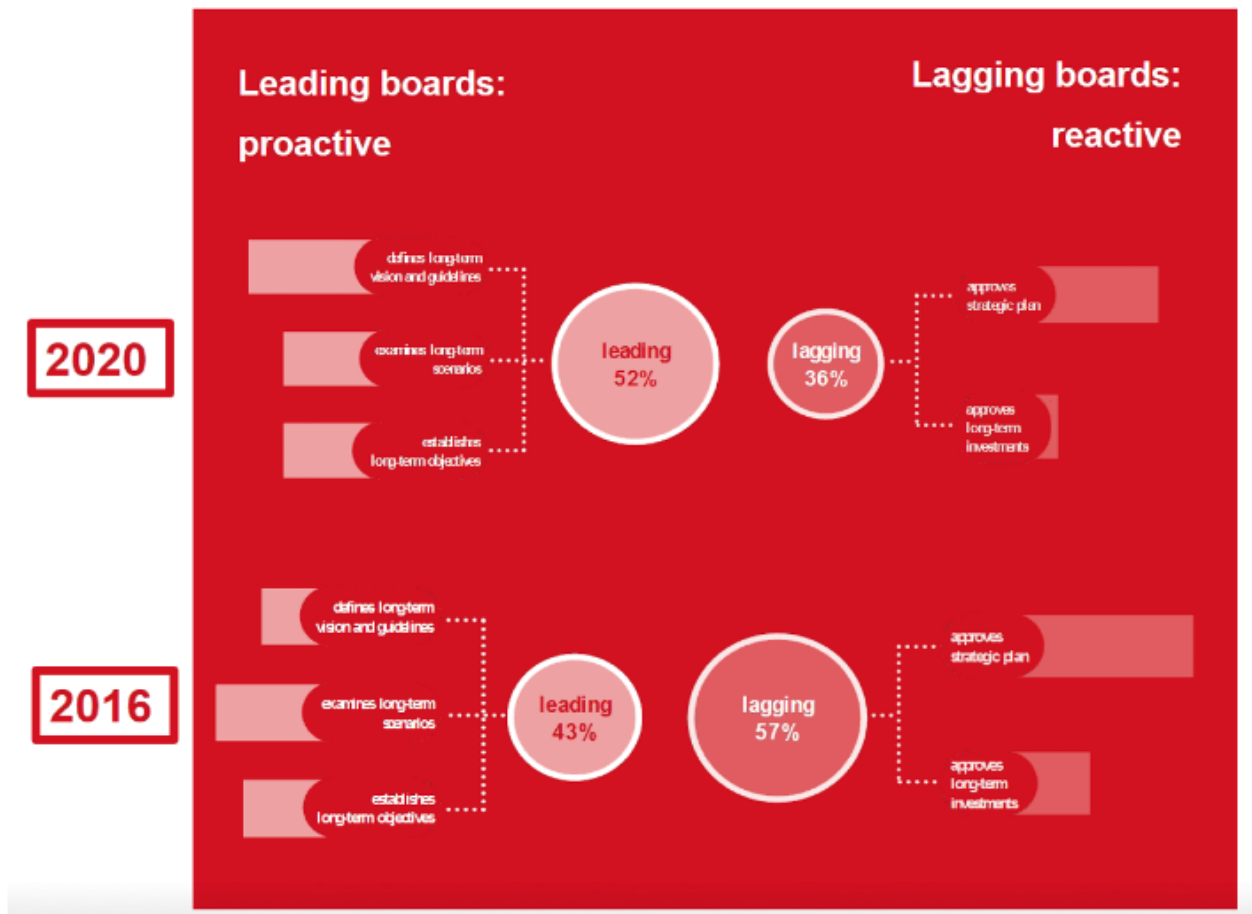 Leading boards:
proactive
Lagging boards:
reactive
2020
defines long-term
vision and guidelines
examines long-term
scenarios
establishes
long-term objectives
leading
52%
lagging
36%
approves
strategic plan
approves
long-term
investments
2016
defines long-term
vision and guidelines
examines long-term
scenarios
establishes
long-term objectives
leading
43%
lagging
57%
approves
strategic plan
approves
long-term
investments